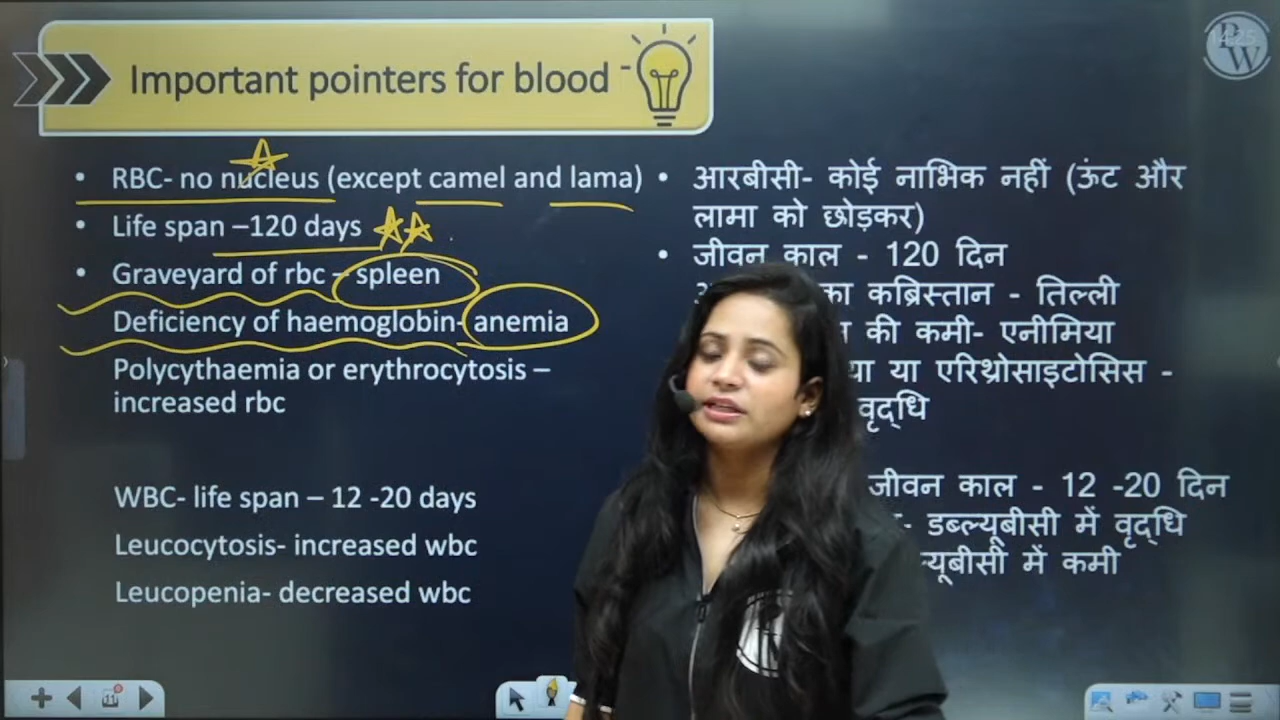 Important pointers for blood -
RBC- no nucleus (except camel and lama)
Life span –120 days
Graveyard of rbc – spleen
Deficiency of haemoglobin- anemia
Polycythaemia or erythrocytosis –
increased rbc
WBC- life span – 12 -20 days
Leucocytosis- increased wbc
Leucopenia- decreased wbc
आरबीसी- कोई नाभिक नहीं (ऊंट और
लामा को छोड़कर)
जीवन काल - 120 दिन
का कब्रिस्तान - तिल्ली
की कमी- एनीमिया
या एरिथ्रोसाइटोसिस -
वृद्धि
जीवन काल - 12 -20 दिन
- डब्ल्यूबीसी में वृद्धि
में कमी
PW
11